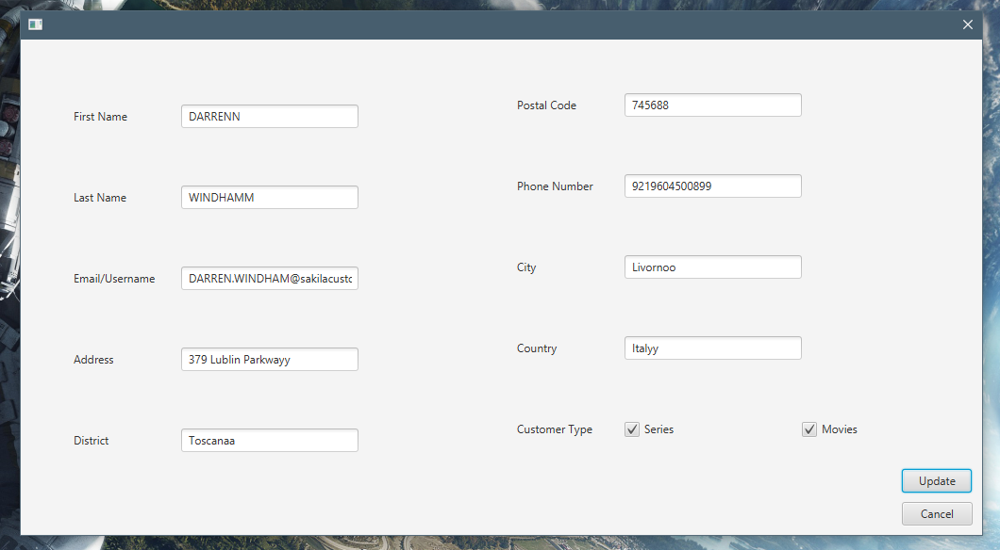 First Name DARRENN
Last Name WINDHAMM
Email/Username DARREN.WINDHAM@sakilacustc
Address 379 Lublin Parkwayy
District Toscanaa
Postal Code 745688
Phone Number 9219604500899
City Livornoo
Country Italyy
Customer Type Series Movies
Update
Cancel